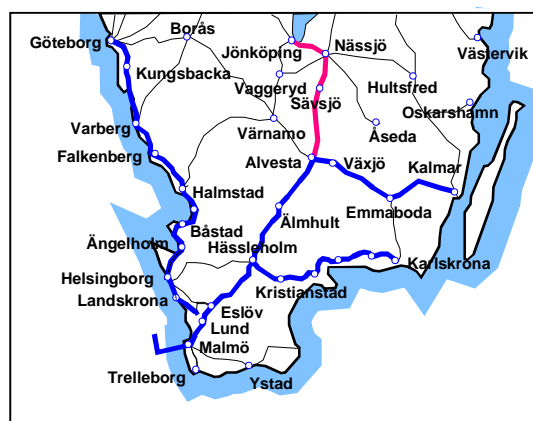 Göteborg
Borås
Jönköping
Nässjö
Västervik
Kungsbacka
Vaggeryd
Hultsfred
Sävsjö
Oskarshamn
Varberg
Värnamo
Åseda
Falkenberg
Alvesta
Växjö
Kalmar
Halmstad
Älmhult
Emmaboda
Båstad
Ängelholm
Hässleholm
Karlskrona
Helsingborg
Kristianstad
Landskrona
Eslöv
Lund
Malmö
Trelleborg
Ystad